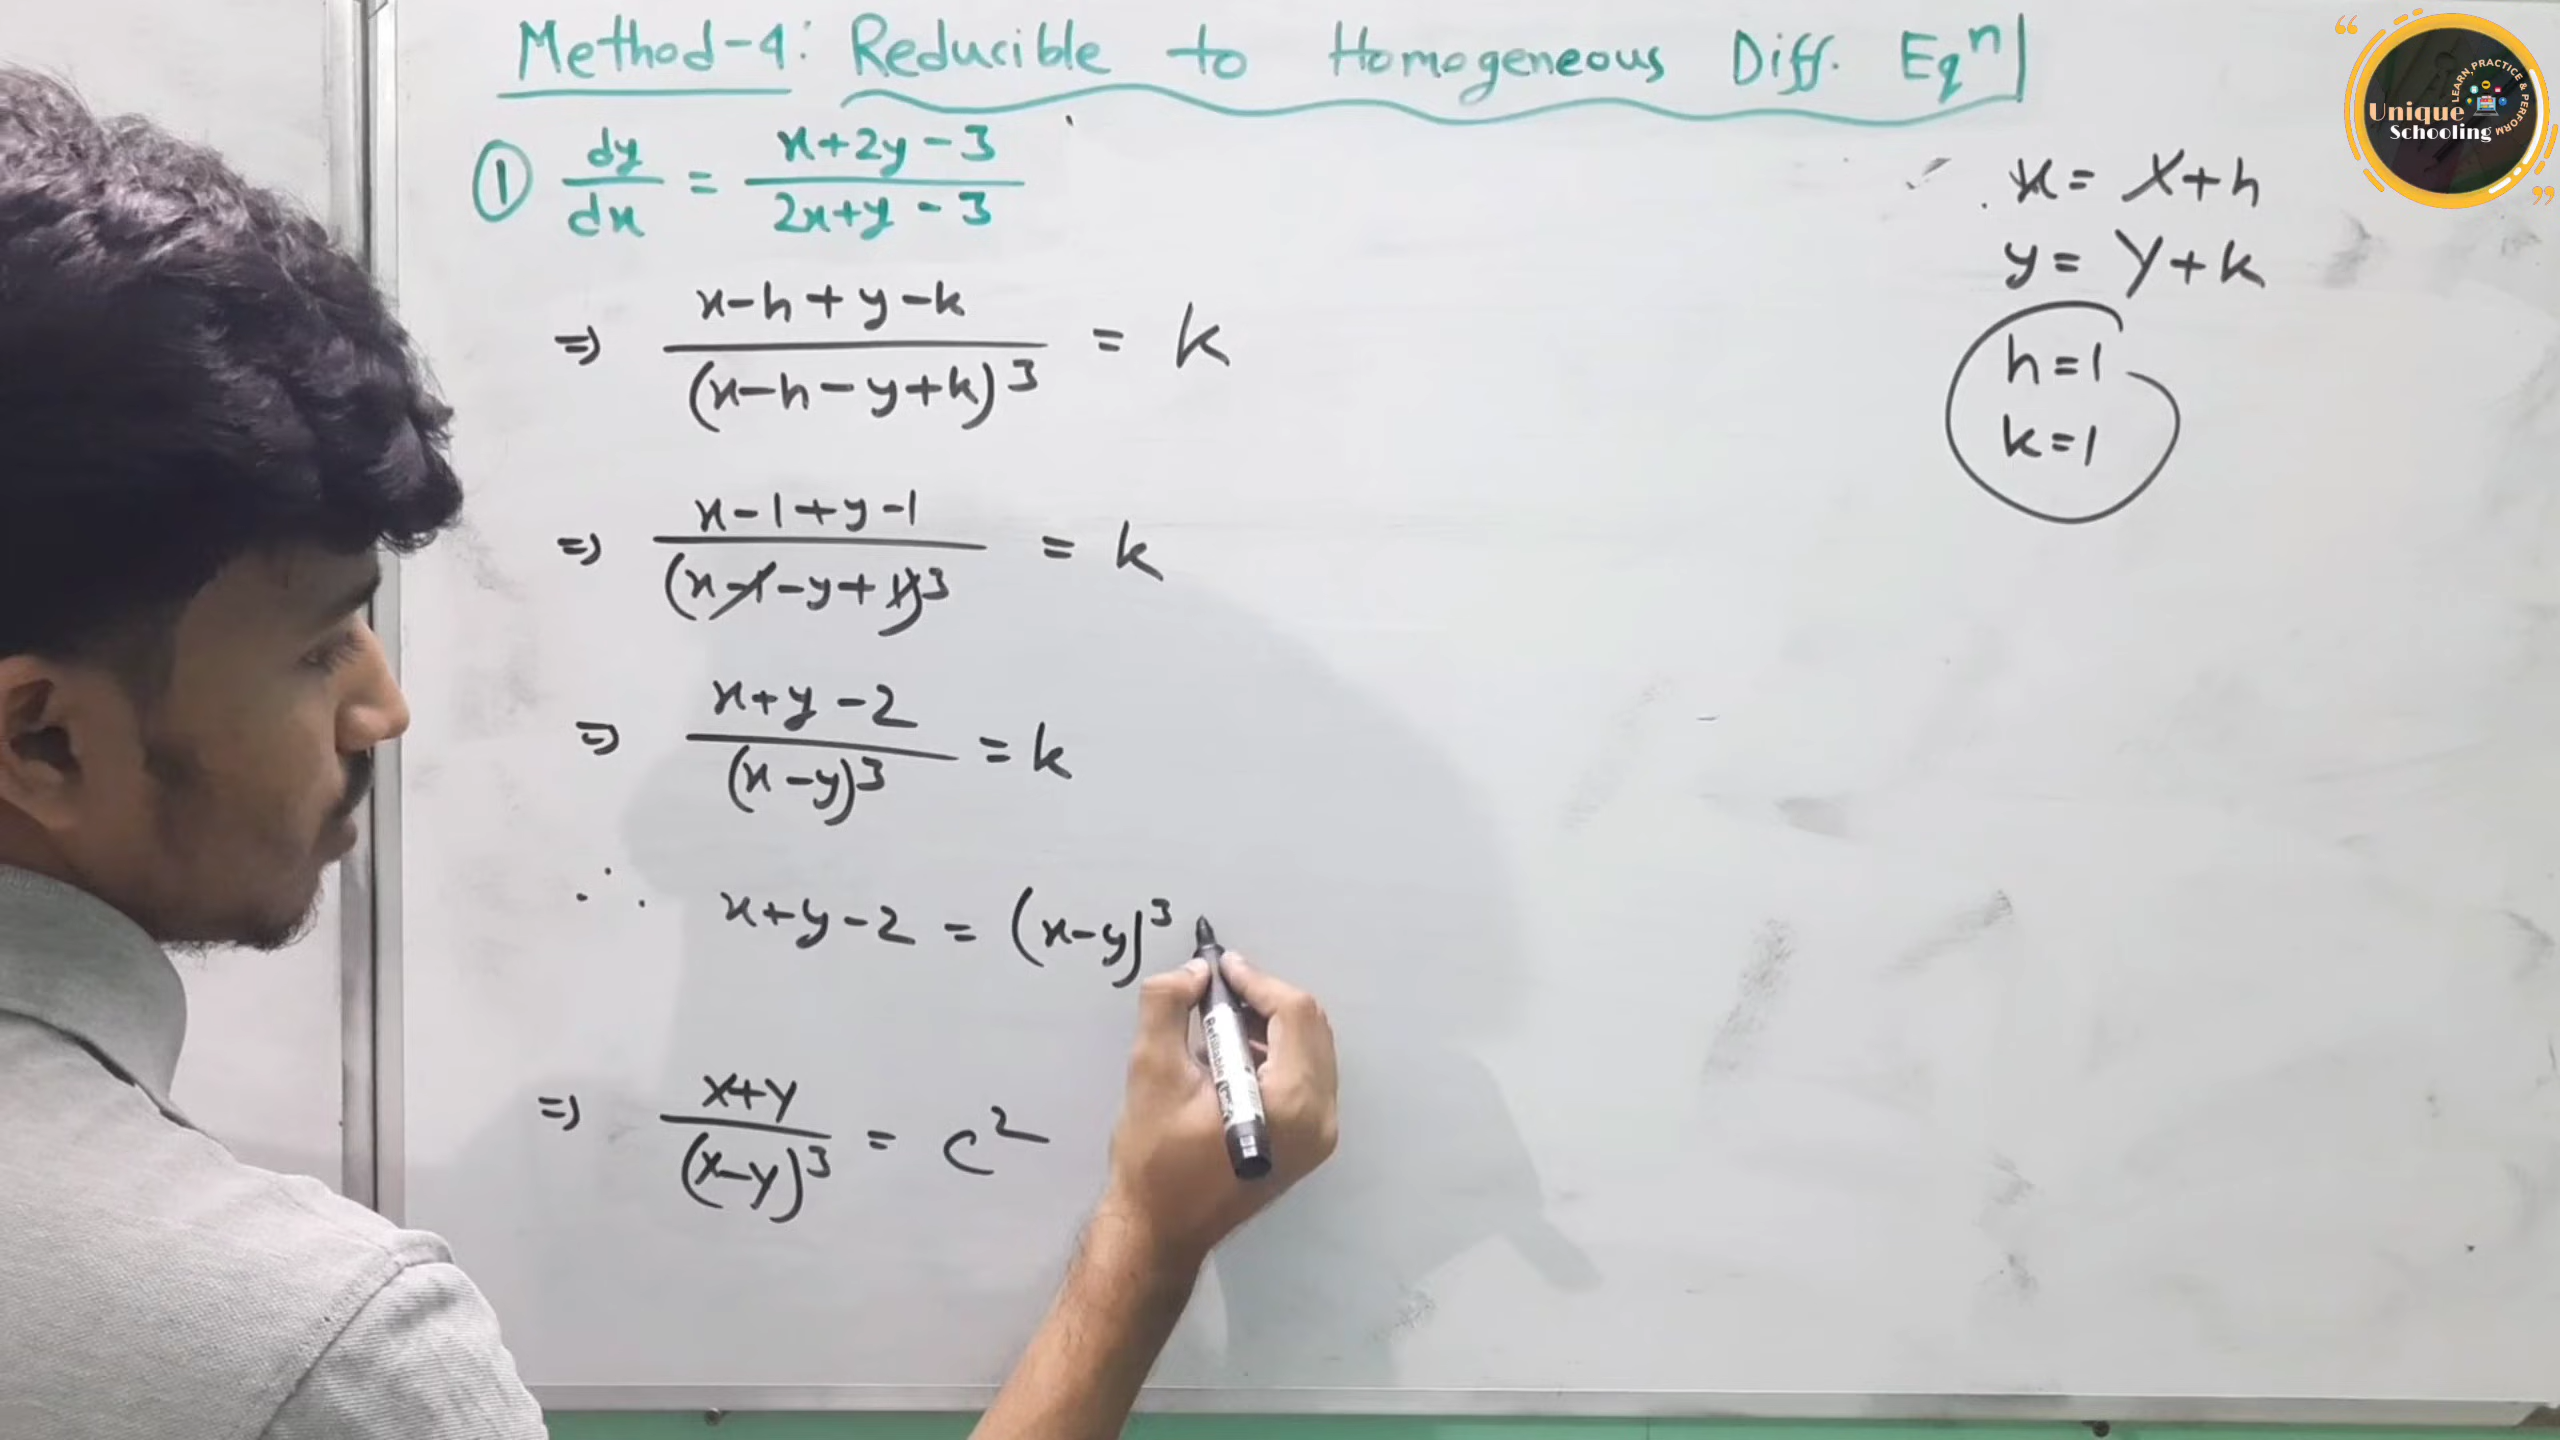 Method-4: Reducible to Homogeneous Diff. Eqⁿ
① dy/dx = (x+2y-3)/(2x+y-3)
⇒ (x-h+y-k)/(x-h-y+k)³ = k
⇒ (x-1+y-1)/(x-1-y+1)³ = k
⇒ (x+y-2)/(x-y)³ = k
∴ x+y-2 = (x-y)³
⇒ (X+Y)/(X-Y)³ = c²
x = X+h
y = Y+k
h=1
k=1
“
Unique
Schooling
LEARN, PRACTICE & PERFORM
”
Refillable